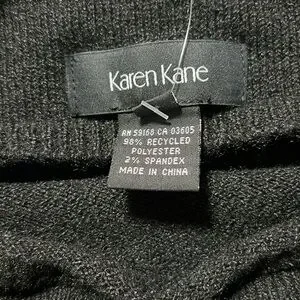 Karen Kane
RN 59168 CA 03605
98% RECYCLED
POLYESTER
2% SPANDEX
MADE IN CHINA